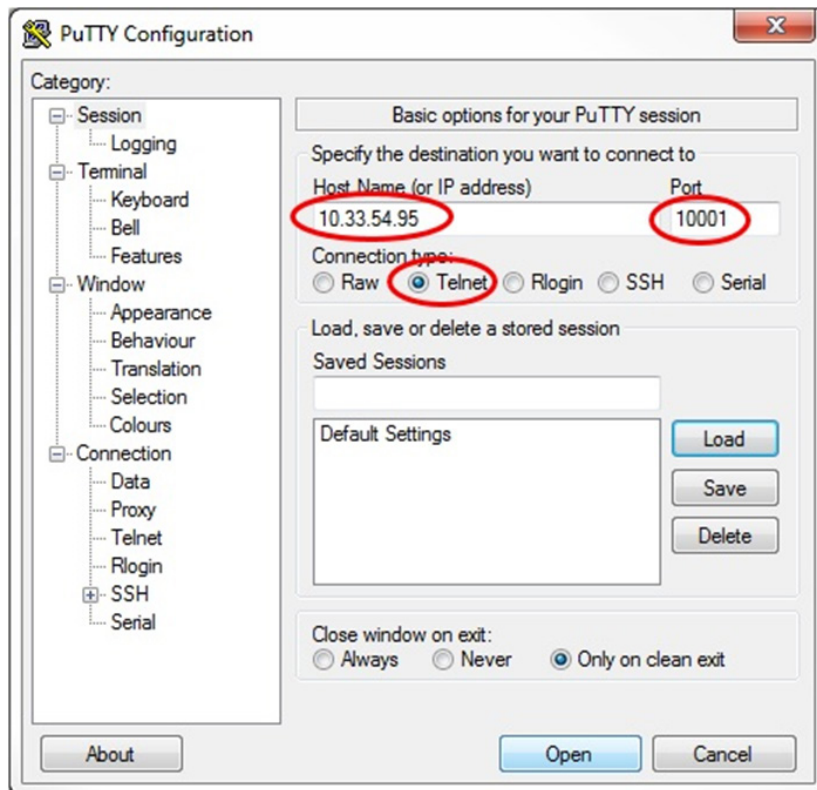 PuTTY Configuration
Category:
Session
Logging
Terminal
Keyboard
Bell
Features
Window
Appearance
Behaviour
Translation
Selection
Colours
Connection
Data
Proxy
Telnet
Rlogin
SSH
Serial
Basic options for your PuTTY session
Specify the destination you want to connect to
Host Name (or IP address) Port
10.33.54.95 10001
Connection type:
Raw Telnet Rlogin SSH Serial
Load, save or delete a stored session
Saved Sessions
Default Settings
Load
Save
Delete
Close window on exit:
Always Never Only on clean exit
About Open Cancel